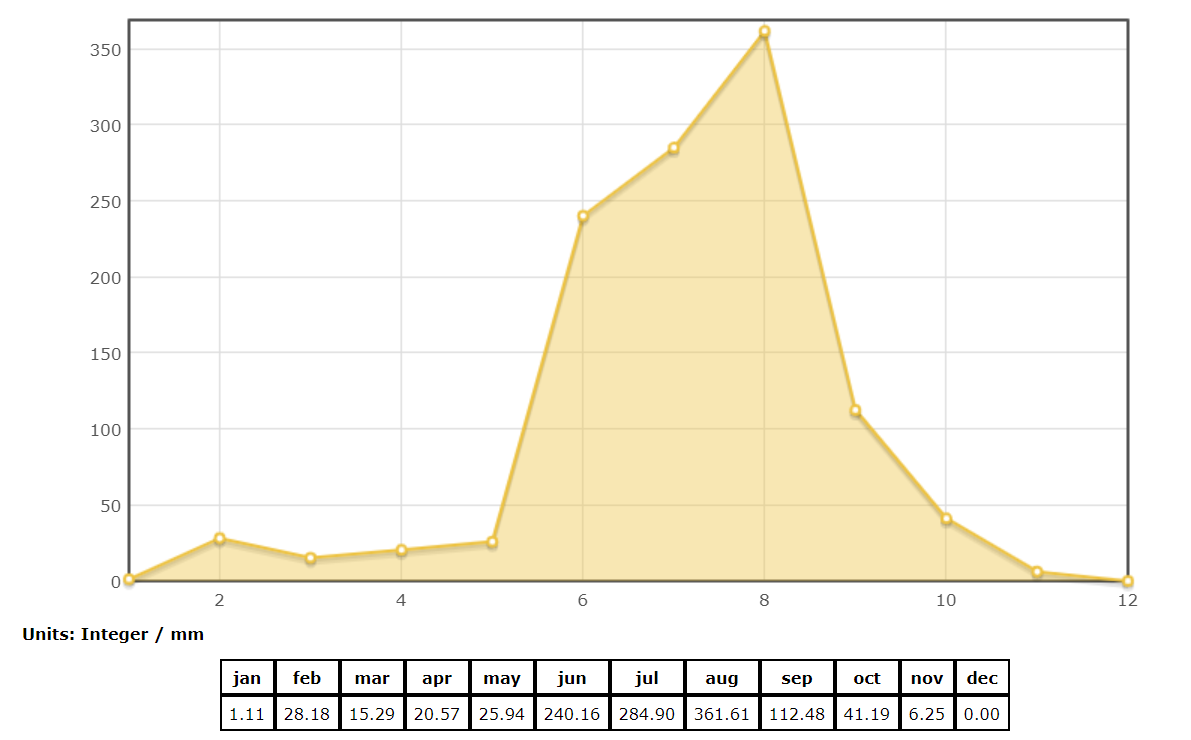 350
300
250
200
150
100
50
0
2 4 6 8 10 12
Units: Integer / mm
jan feb mar apr may jun jul aug sep oct nov dec
1.11 28.18 15.29 20.57 25.94 240.16 284.90 361.61 112.48 41.19 6.25 0.00